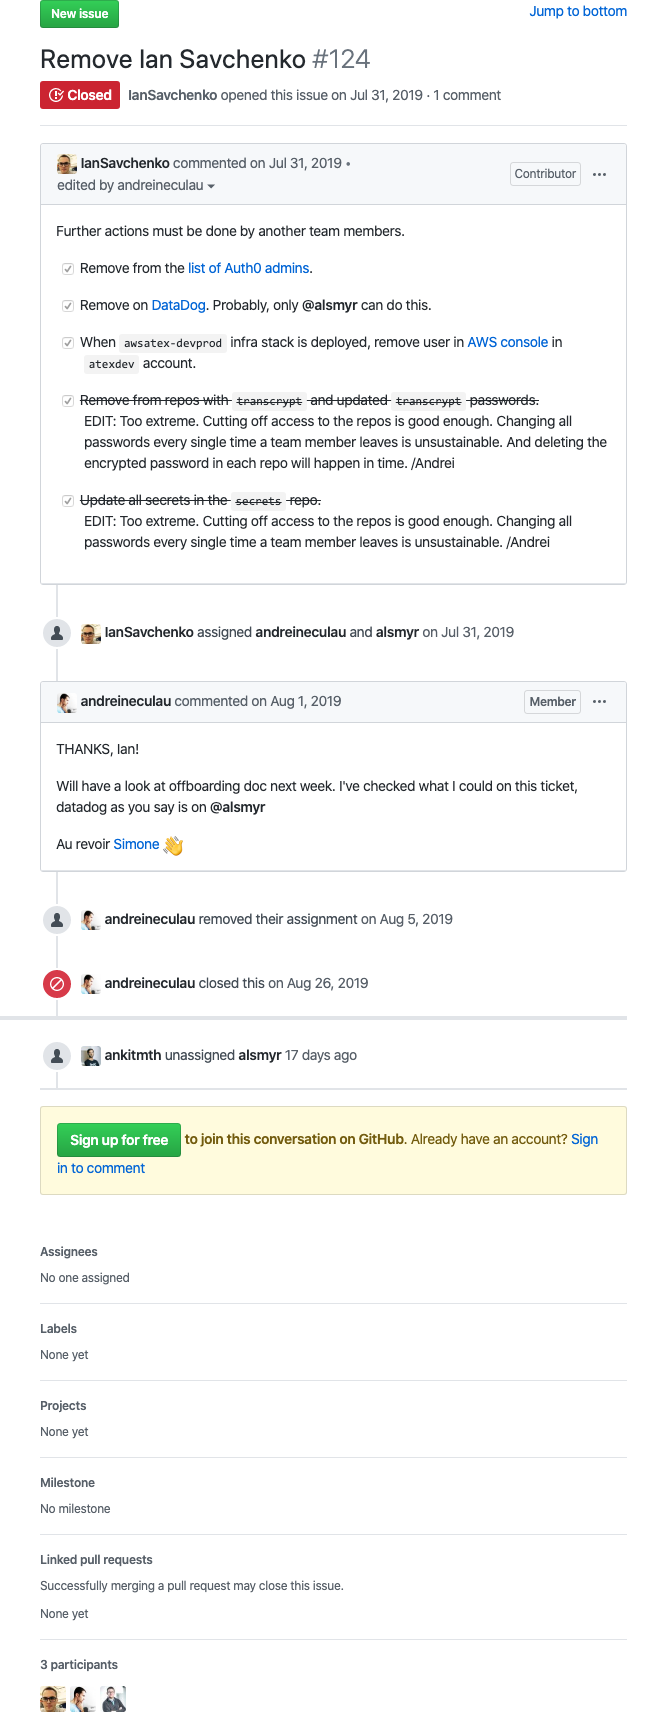 New issue
Jump to bottom
Remove Ian Savchenko #124
Closed IanSavchenko opened this issue on Jul 31, 2019 · 1 comment
IanSavchenko commented on Jul 31, 2019 •
edited by andreineculau
Contributor
Further actions must be done by another team members.
Remove from the list of Auth0 admins.
Remove on DataDog. Probably, only @alsmyr can do this.
When awsatex-devprod infra stack is deployed, remove user in AWS console in
atexdev account.
Remove from repos with transcrypt and updated transcrypt passwords.
EDIT: Too extreme. Cutting off access to the repos is good enough. Changing all
passwords every single time a team member leaves is unsustainable. And deleting the
encrypted password in each repo will happen in time. /Andrei
Update all secrets in the secrets repo.
EDIT: Too extreme. Cutting off access to the repos is good enough. Changing all
passwords every single time a team member leaves is unsustainable. /Andrei
IanSavchenko assigned andreineculau and alsmyr on Jul 31, 2019
andreineculau commented on Aug 1, 2019
Member
THANKS, Ian!
Will have a look at offboarding doc next week. I've checked what I could on this ticket,
datadog as you say is on @alsmyr
Au revoir Simone 👋
andreineculau removed their assignment on Aug 5, 2019
andreineculau closed this on Aug 26, 2019
ankitmth unassigned alsmyr 17 days ago
Sign up for free to join this conversation on GitHub. Already have an account? Sign
in to comment
Assignees
No one assigned
Labels
None yet
Projects
None yet
Milestone
No milestone
Linked pull requests
Successfully merging a pull request may close this issue.
None yet
3 participants